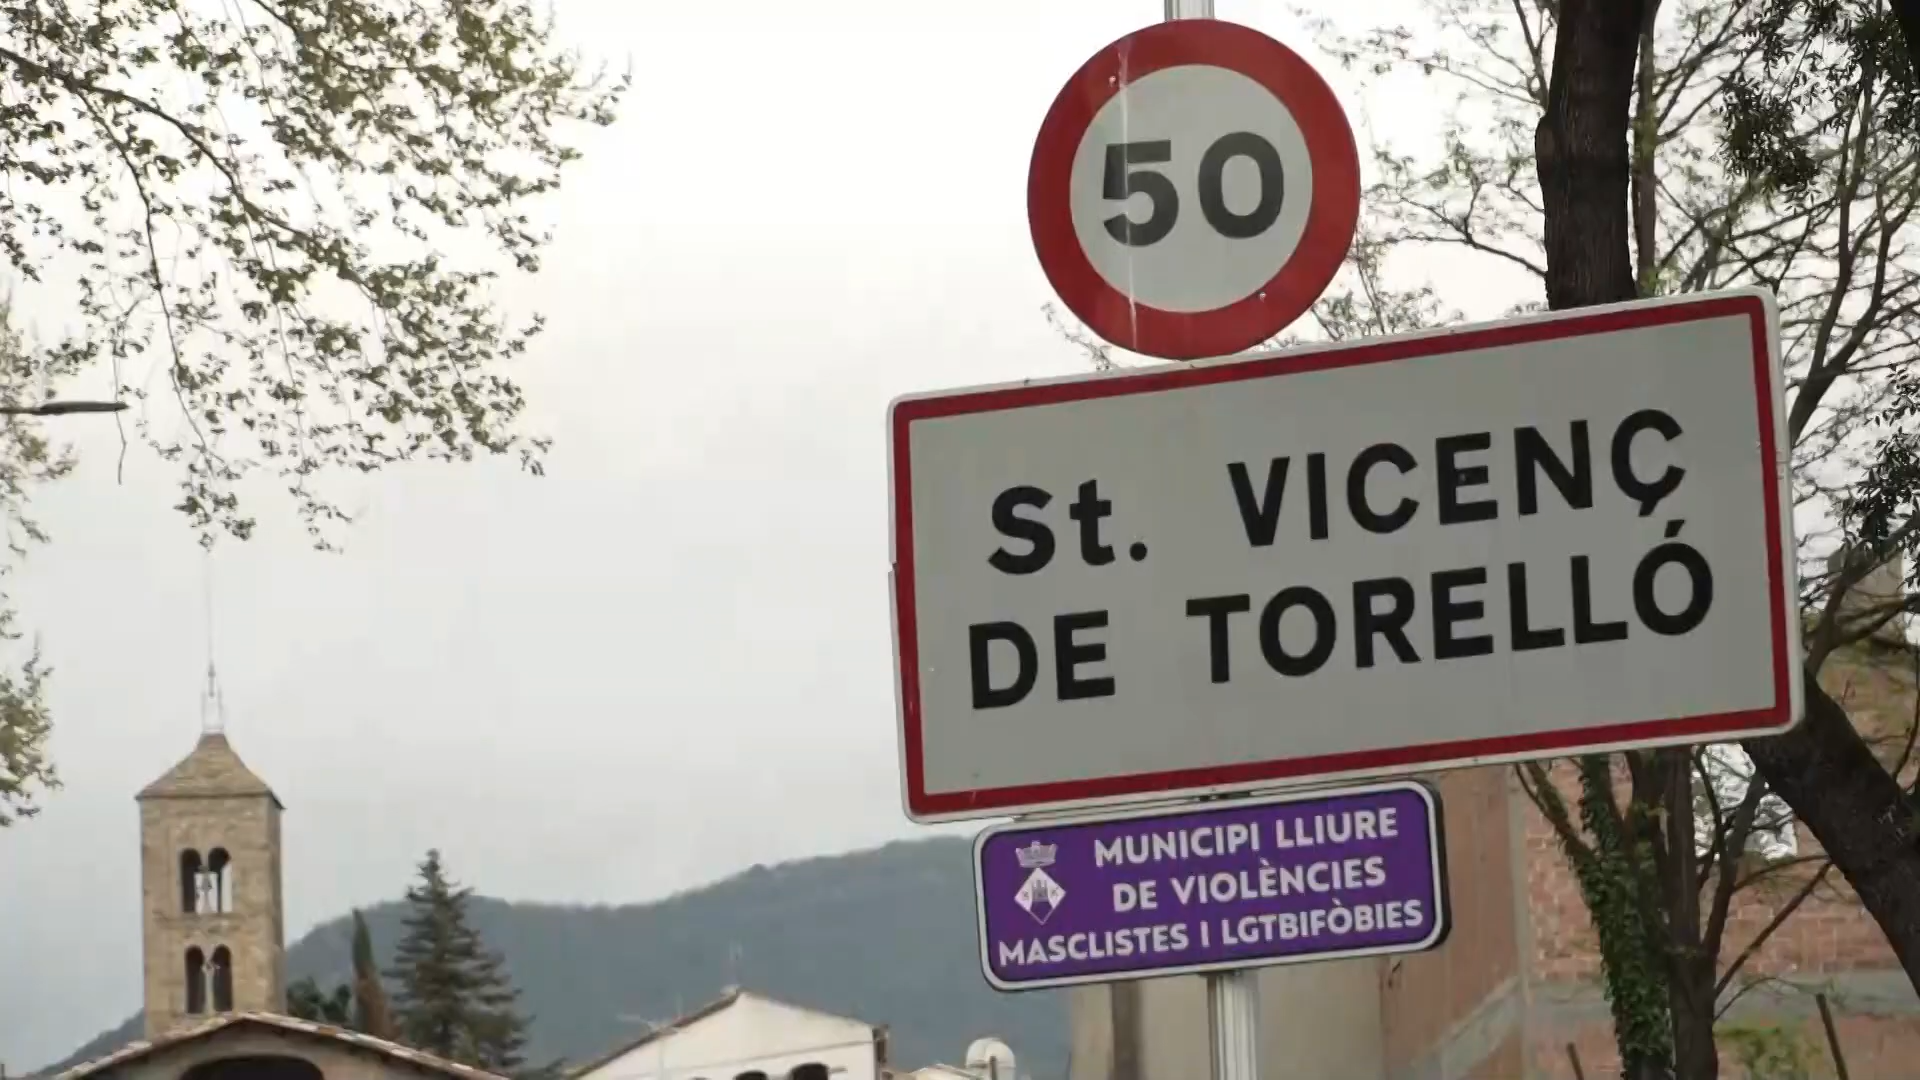 50
St. VICENÇ
DE TORELLÓ
MUNICIPI LLIURE
DE VIOLÈNCIES
MASCLISTES I LGTBIFÒBIES